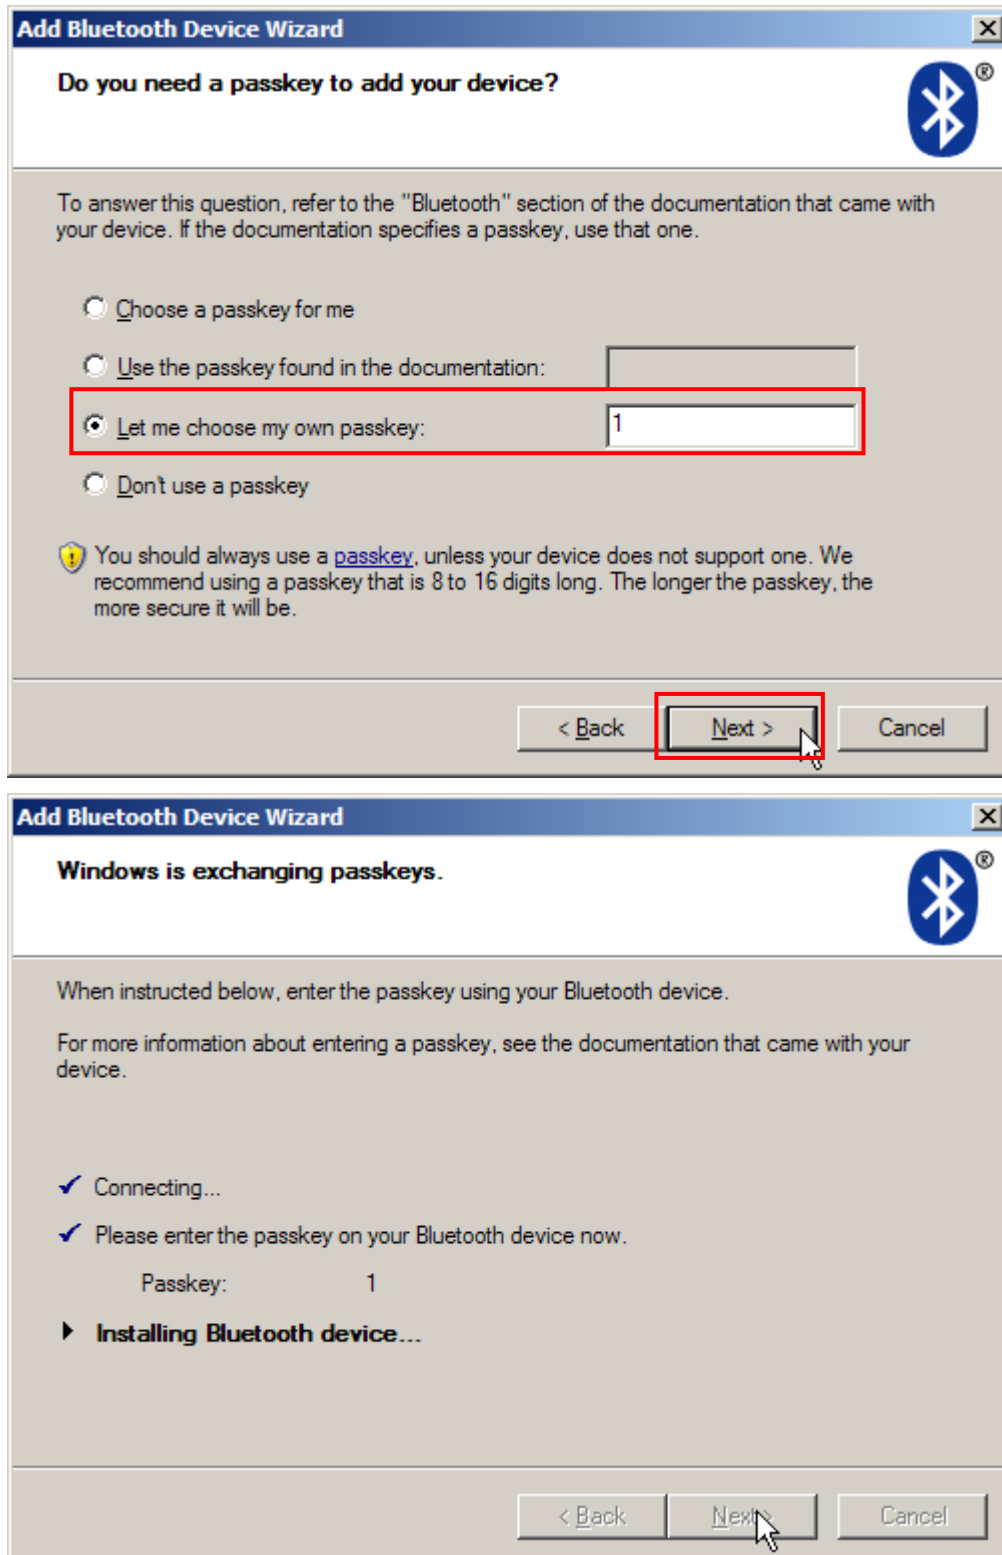 Add Bluetooth Device Wizard
Do you need a passkey to add your device?
®
To answer this question, refer to the "Bluetooth" section of the documentation that came with
your device. If the documentation specifies a passkey, use that one.
Choose a passkey for me
Use the passkey found in the documentation:
Let me choose my own passkey: 1
Don't use a passkey
You should always use a passkey, unless your device does not support one. We
recommend using a passkey that is 8 to 16 digits long. The longer the passkey, the
more secure it will be.
< Back Next > Cancel
Add Bluetooth Device Wizard
Windows is exchanging passkeys.
®
When instructed below, enter the passkey using your Bluetooth device.
For more information about entering a passkey, see the documentation that came with your
device.
Connecting...
Please enter the passkey on your Bluetooth device now.
Passkey: 1
Installing Bluetooth device...
< Back Next > Cancel